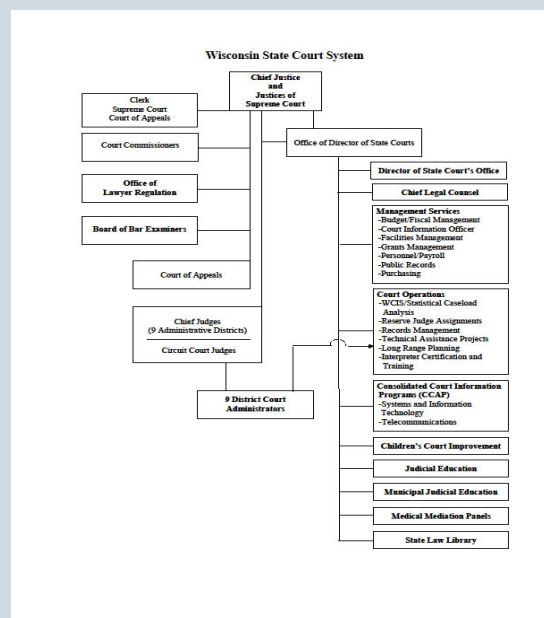 Wisconsin State Court System
Chief Justice
and
Justices of
Supreme Court
Clerk
Supreme Court
Court of Appeals
Court Commissioners
Office of
Lawyer Regulation
Board of Bar Examiners
Court of Appeals
Chief Judges
(9 Administrative Districts)
Circuit Court Judges
9 District Court
Administrators
Office of Director of State Courts
Director of State Court's Office
Chief Legal Counsel
Management Services
-Budget/Fiscal Management
-Court Information Officer
-Facilities Management
-Grants Management
-Personnel/Payroll
-Public Records
-Purchasing
Court Operations
-WCIS/Statistical Caseload
Analysis
-Reserve Judge Assignments
-Records Management
-Technical Assistance Projects
-Long Range Planning
-Interpreter Certification and
Training
Consolidated Court Information
Programs (CCAP)
-Systems and Information
Technology
-Telecommunications
Children's Court Improvement
Judicial Education
Municipal Judicial Education
Medical Mediation Panels
State Law Library